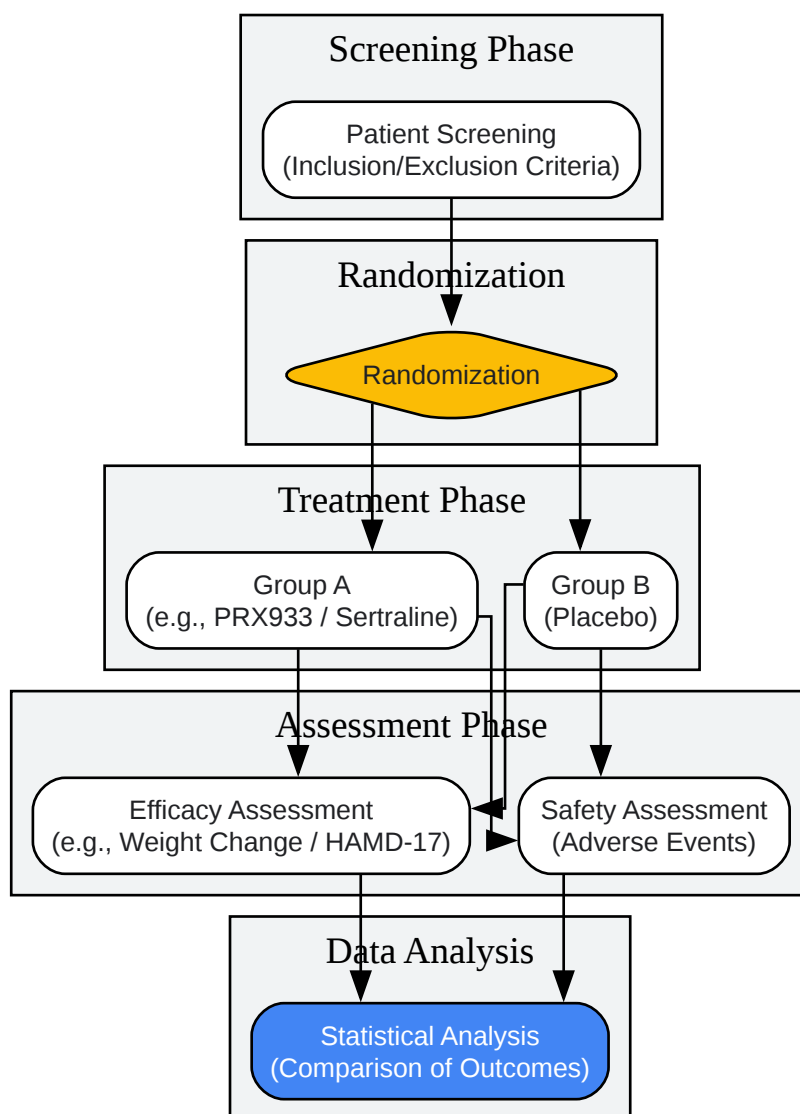 Screening Phase
Patient Screening
(Inclusion/Exclusion Criteria)
Randomization
Randomization
Treatment Phase
Group A
(e.g., PRX933 / Sertraline)
Group B
(Placebo)
Assessment Phase
Efficacy Assessment
(e.g., Weight Change / HAMD-17)
Safety Assessment
(Adverse Events)
Data Analysis
Statistical Analysis
(Comparison of Outcomes)